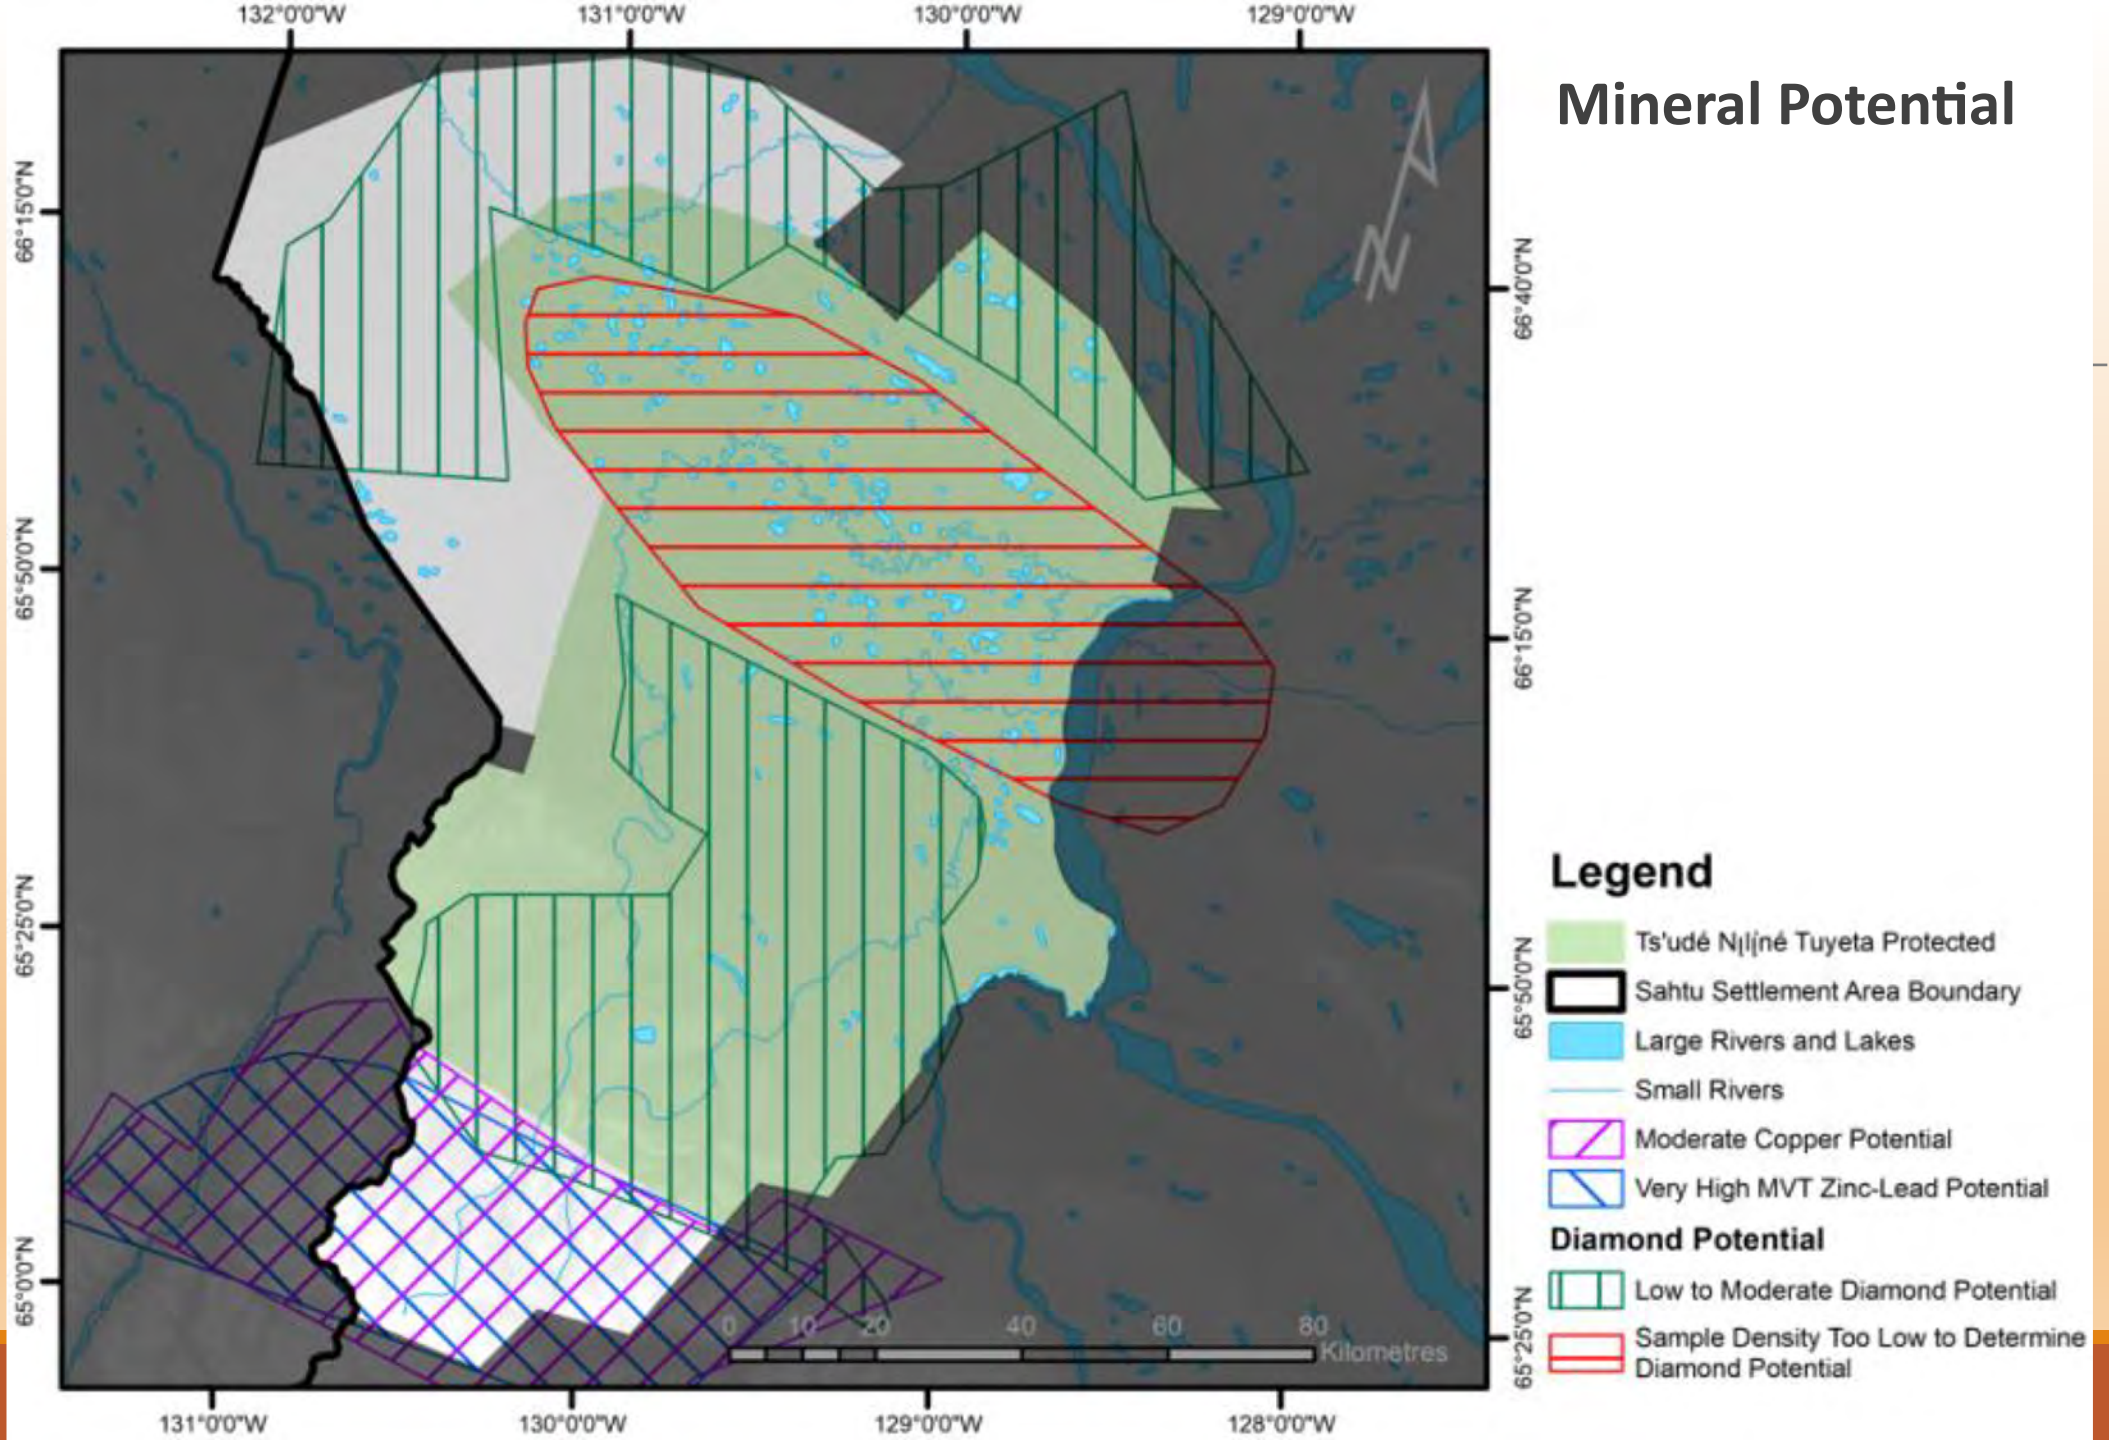 132°0'0"W 131°0'0"W 130°0'0"W 129°0'0"W
Mineral Potential
66°15'0"N
65°50'0"N
65°25'0"N
65°0'0"N
N
66°40'0"N
66°15'0"N
65°50'0"N
65°25'0"N
0 10 20 40 60 80
Kilometres
131°0'0"W 130°0'0"W 129°0'0"W 128°0'0"W
Legend
Ts'udé Nı̨lı̨́né Tuyeta Protected
Sahtu Settlement Area Boundary
Large Rivers and Lakes
Small Rivers
Moderate Copper Potential
Very High MVT Zinc-Lead Potential
Diamond Potential
Low to Moderate Diamond Potential
Sample Density Too Low to Determine
Diamond Potential